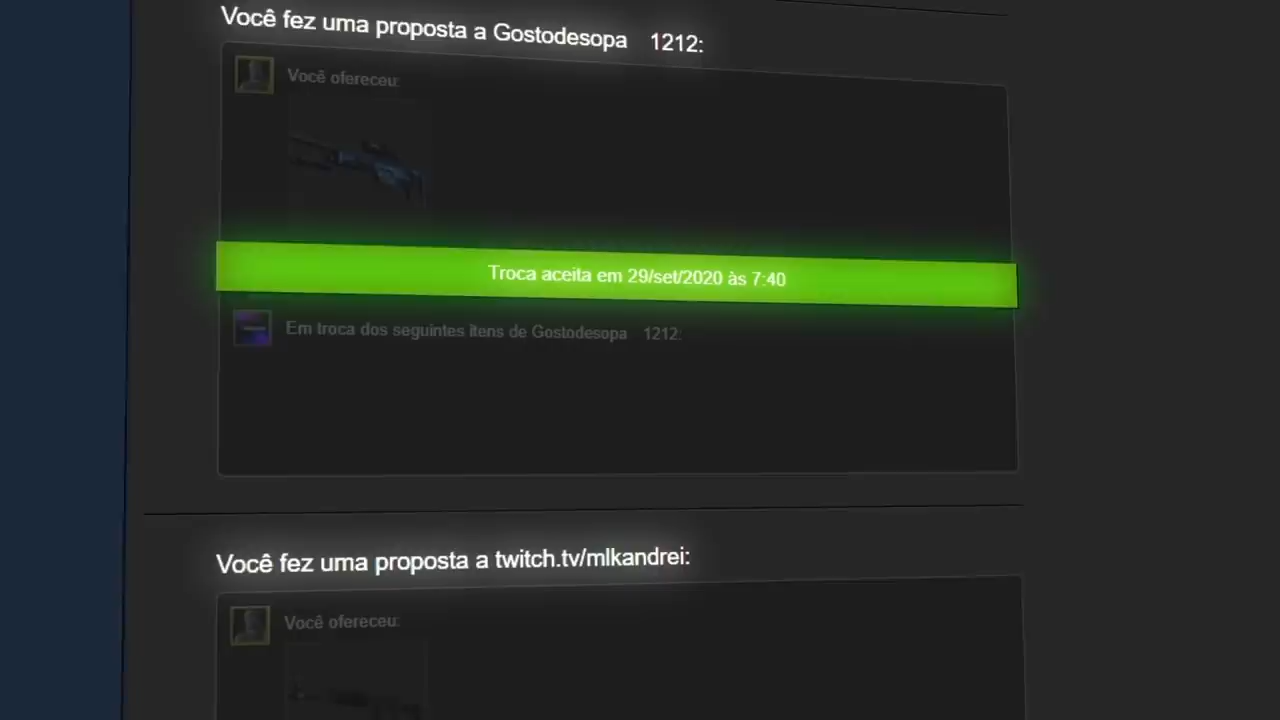 Você fez uma proposta a Gostodesopa 1212:
Você ofereceu:
Troca aceita em 29/set/2020 às 7:40
Em troca dos seguintes itens de Gostodesopa 1212:
Você fez uma proposta a twitch.tv/mlkandrei:
Você ofereceu: